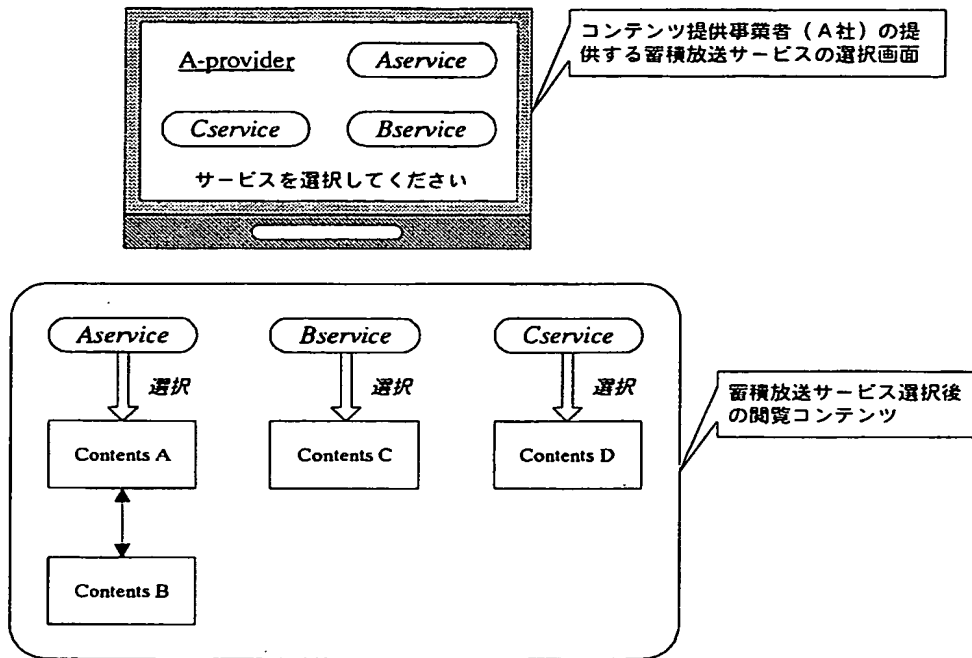 コンテンツ提供事業者（A社）の提
供する蓄積放送サービスの選択画面
A-provider
Aservice
Cservice
Bservice
サービスを選択してください
Aservice
Bservice
Cservice
選択
選択
選択
蓄積放送サービス選択後
の閲覧コンテンツ
Contents A
Contents C
Contents D
Contents B